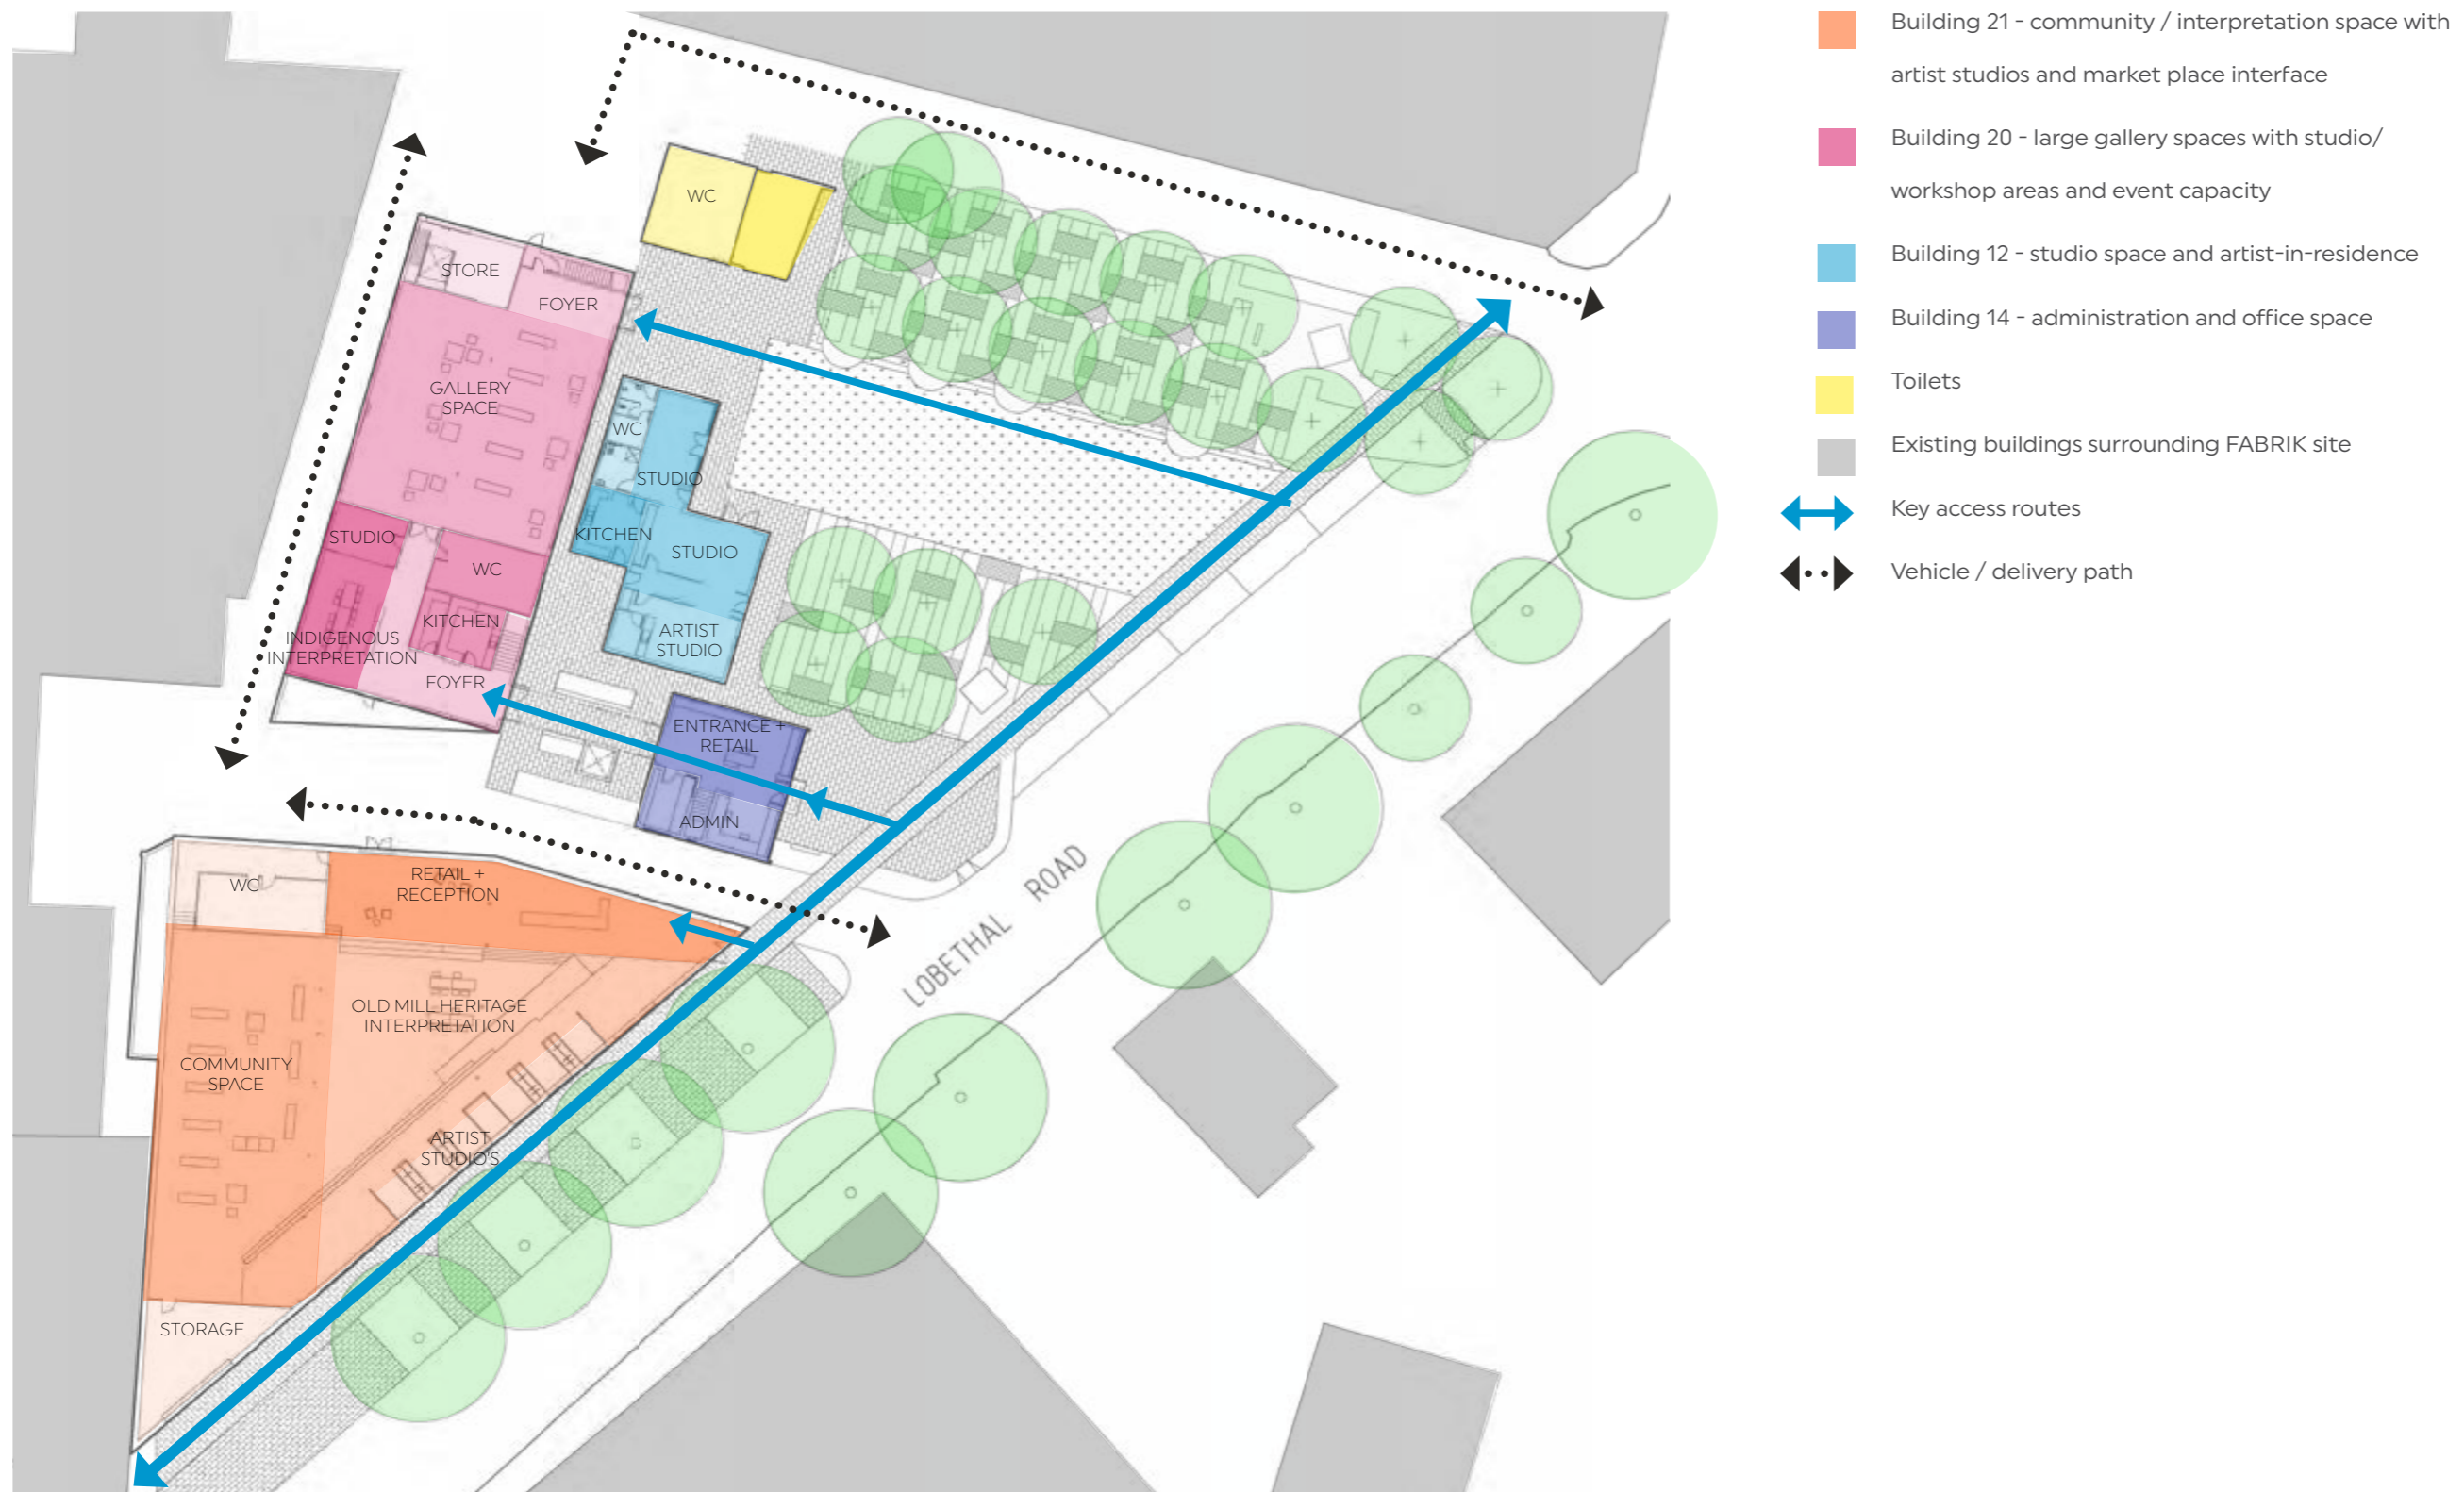 Building 21 - community / interpretation space with
artist studios and market place interface
Building 20 - large gallery spaces with studio/
workshop areas and event capacity
Building 12 - studio space and artist-in-residence
Building 14 - administration and office space
Toilets
Existing buildings surrounding FABRIK site
Key access routes
Vehicle / delivery path
WC
STORE
FOYER
GALLERY
SPACE
WC
STUDIO
STUDIO
KITCHEN
STUDIO
WC
KITCHEN
INDIGENOUS
INTERPRETATION
FOYER
ARTIST
STUDIO
ENTRANCE +
RETAIL
ADMIN
WC
RETAIL +
RECEPTION
LOBETHAL ROAD
OLD MILL HERITAGE
INTERPRETATION
COMMUNITY
SPACE
ARTIST
STUDIO'S
STORAGE